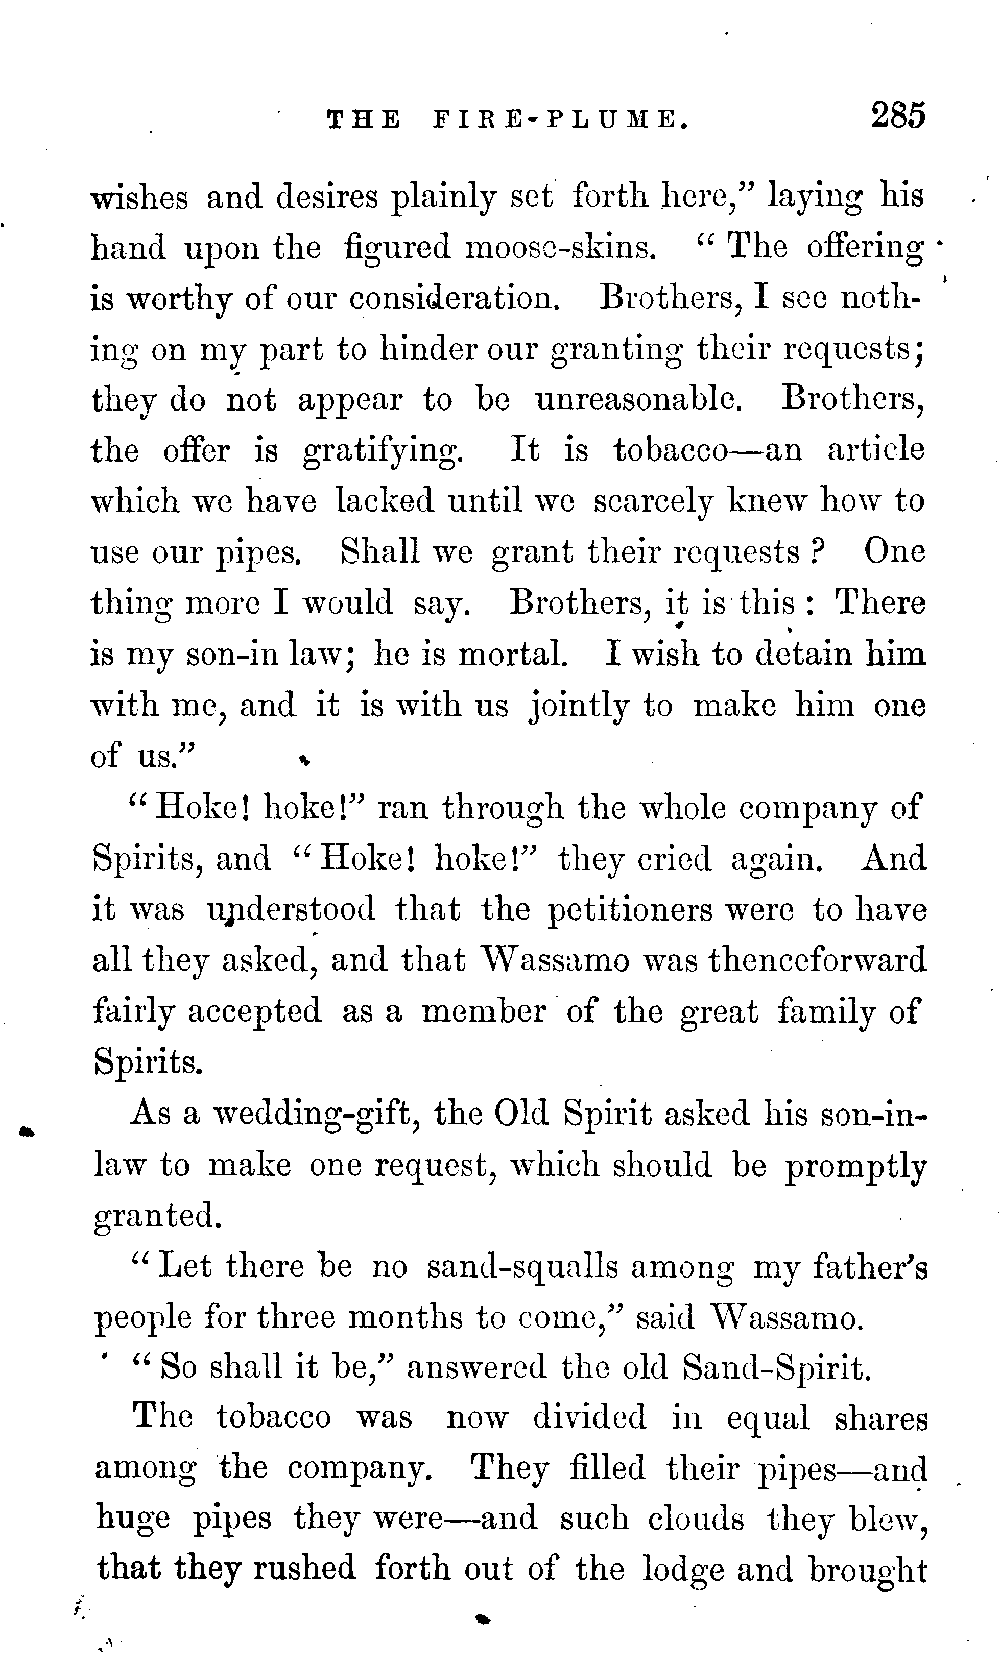 THE FIRE-PLUME. 285
wishes and desires plainly set forth here,” laying his
hand upon the figured moose-skins. “ The offering
is worthy of our consideration. Brothers, I see noth-
ing on my part to hinder our granting their requests;
they do not appear to be unreasonable. Brothers,
the offer is gratifying. It is tobacco—an article
which we have lacked until we scarcely knew how to
use our pipes. Shall we grant their requests ? One
thing more I would say. Brothers, it is this : There
is my son-in law; he is mortal. I wish to detain him
with me, and it is with us jointly to make him one
of us.”
“ Hoke! hoke!” ran through the whole company of
Spirits, and “ Hoke! hoke!” they cried again. And
it was understood that the petitioners were to have
all they asked, and that Wassamo was thenceforward
fairly accepted as a member of the great family of
Spirits.
As a wedding-gift, the Old Spirit asked his son-in-
law to make one request, which should be promptly
granted.
“ Let there be no sand-squalls among my father’s
people for three months to come,” said Wassamo.
“ So shall it be,” answered the old Sand-Spirit.
The tobacco was now divided in equal shares
among the company. They filled their pipes—and
huge pipes they were—and such clouds they blew,
that they rushed forth out of the lodge and brought